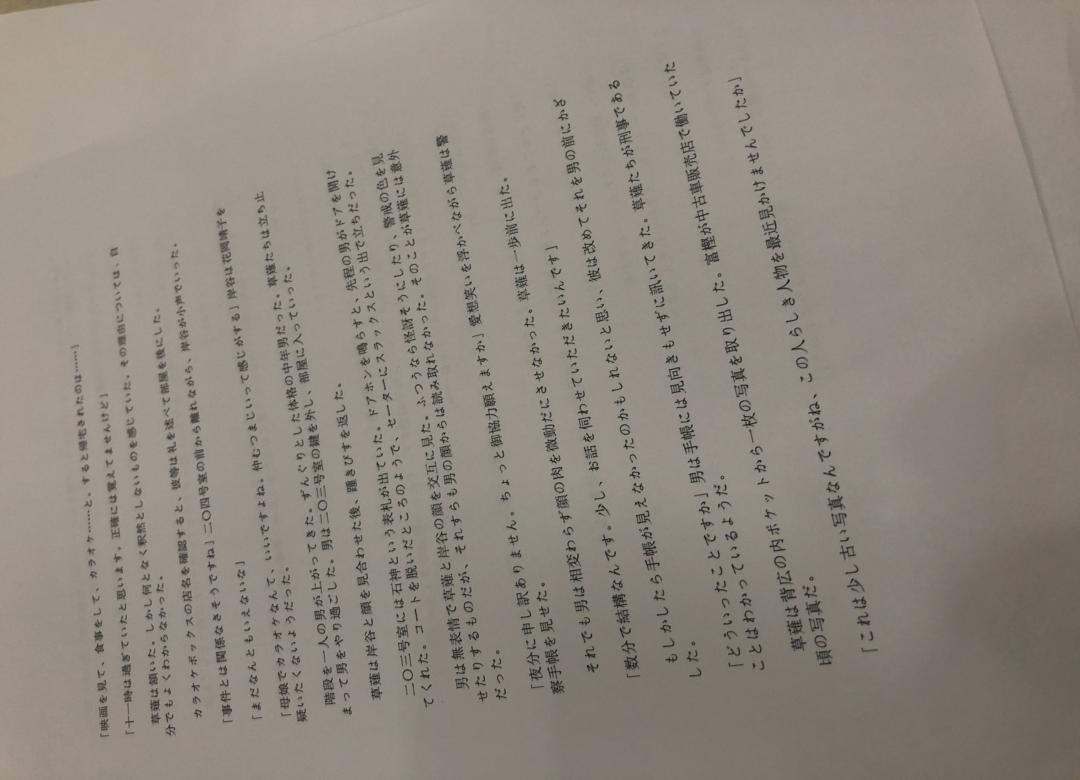 「映画を見て、食事をして、カラオケ……と。すると帰宅されたのは……」
「十一時は過ぎていたと思います。正確には覚えてませんけど」
草薙は頷いた。しかし何となく釈然としないものを感じていた。その理由については、自
分でもよくわからなかった。
カラオケボックスの店名を確認すると、彼等は礼を述べて部屋を後にした。
「事件とは関係なさそうですね」二〇四号室の前から離れながら、岸谷が小声でいった。
「まだなんともいえないな」
「母娘でカラオケなんて、いいですよね。仲むつまじいって感じがする」岸谷は花岡靖子を
疑いたくないようだった。
階段を一人の男が上がってきた。ずんぐりとした体格の中年男だった。草薙たちは立ち止
まって男をやり過ごした。男は二〇三号室の鍵を外し、部屋に入っていった。
草薙は岸谷と顔を見合わせた後、踵きびすを返した。
二〇三号室には石神という表札が出ていた。ドアホンを鳴らすと、先程の男がドアを開け
てくれた。コートを脱いだところのようで、セーターにスラックスという出で立ちだった。
男は無表情で草薙と岸谷の顔を交互に見た。ふつうなら怪訝そうにしたり、警戒の色を見
せたりするものだが、それすらも男の顔からは読み取れなかった。そのことが草薙には意外
だった。
「夜分に申し訳ありません。ちょっと御協力願えますか」愛想笑いを浮かべながら草薙は警
察手帳を見せた。
それでも男は相変わらず顔の肉を微動だにさせなかった。草薙は一歩前に出た。
「数分で結構なんです。少し、お話を伺わせていただきたいんです」
もしかしたら手帳が見えなかったのかもしれないと思い、彼は改めてそれを男の前にかざ
した。
「どういったことですか」男は手帳には見向きもせずに訊いてきた。草薙たちが刑事である
ことはわかっているようだ。
草薙は背広の内ポケットから一枚の写真を取り出した。富樫が中古車販売店で働いていた
頃の写真だ。
「これは少し古い写真なんですがね、この人らしき人物を最近見かけませんでしたか」